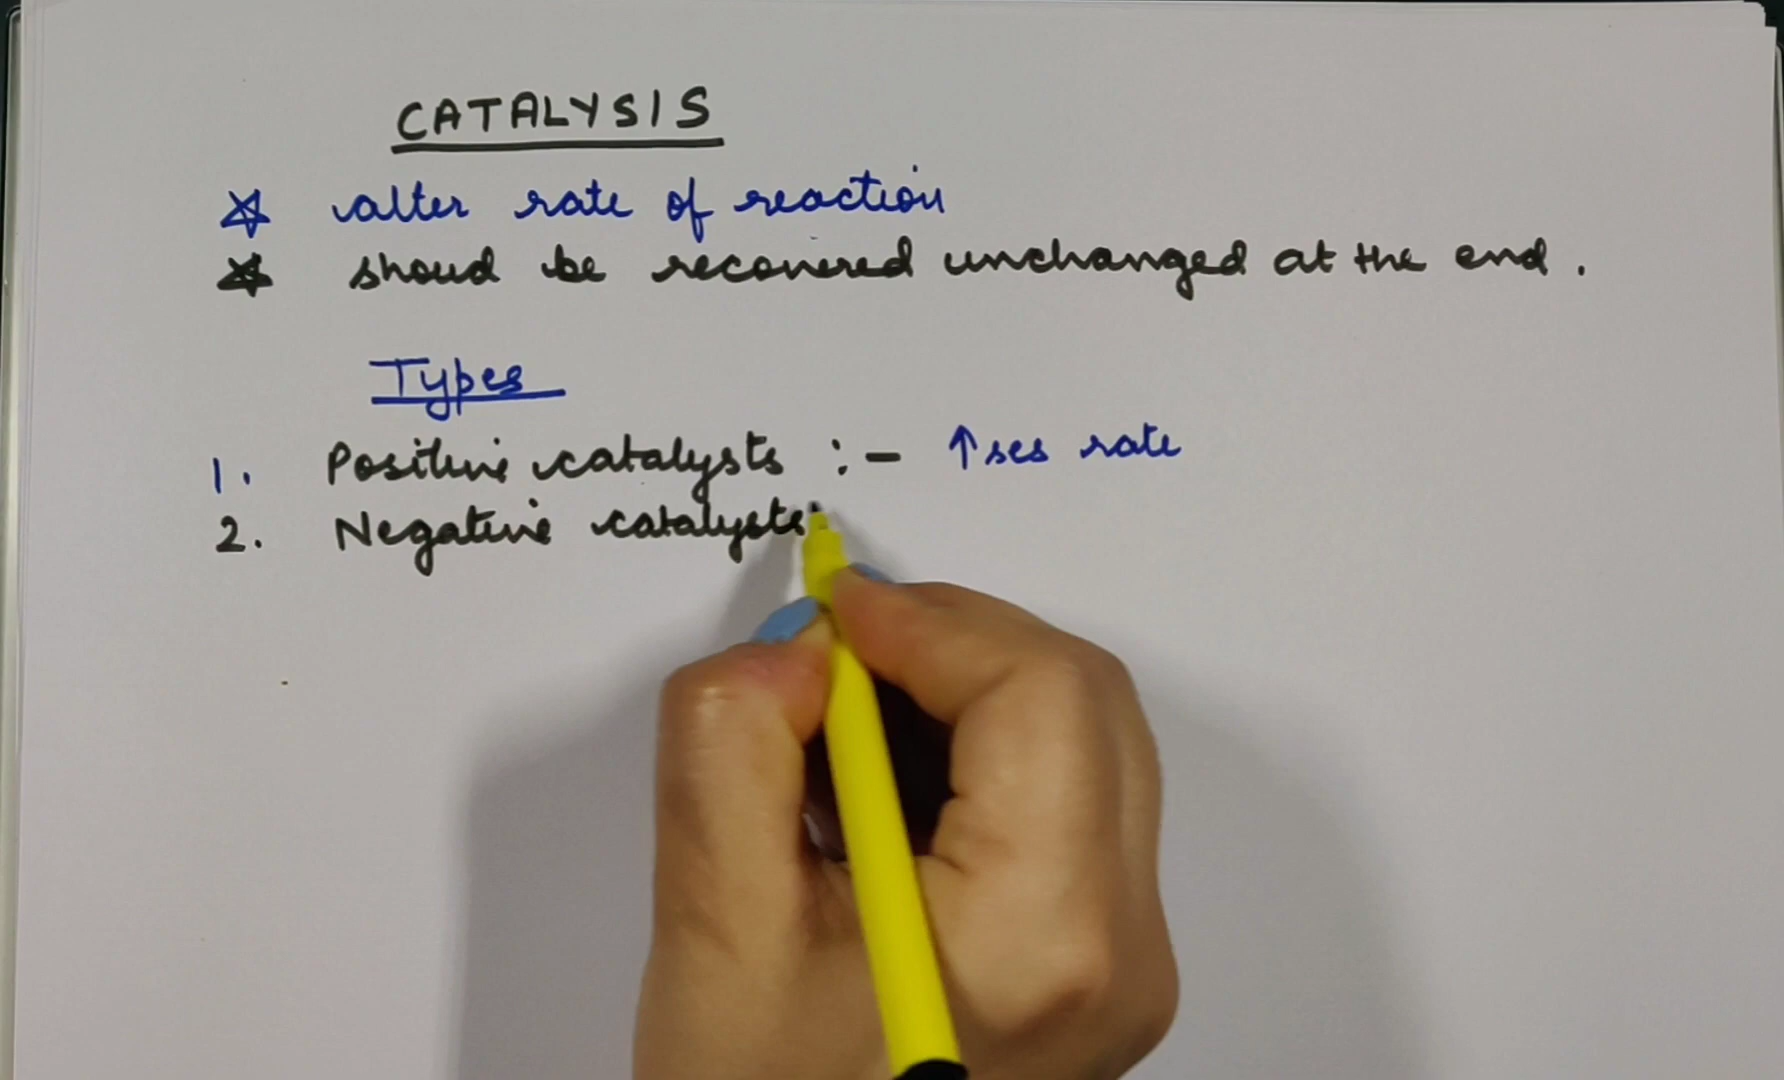 CATALYSIS
☆ alter rate of reaction
☆ shoud be recovered unchanged at the end .
Types
1. Positive catalysts :- ↑ses rate
2. Negative catalysts